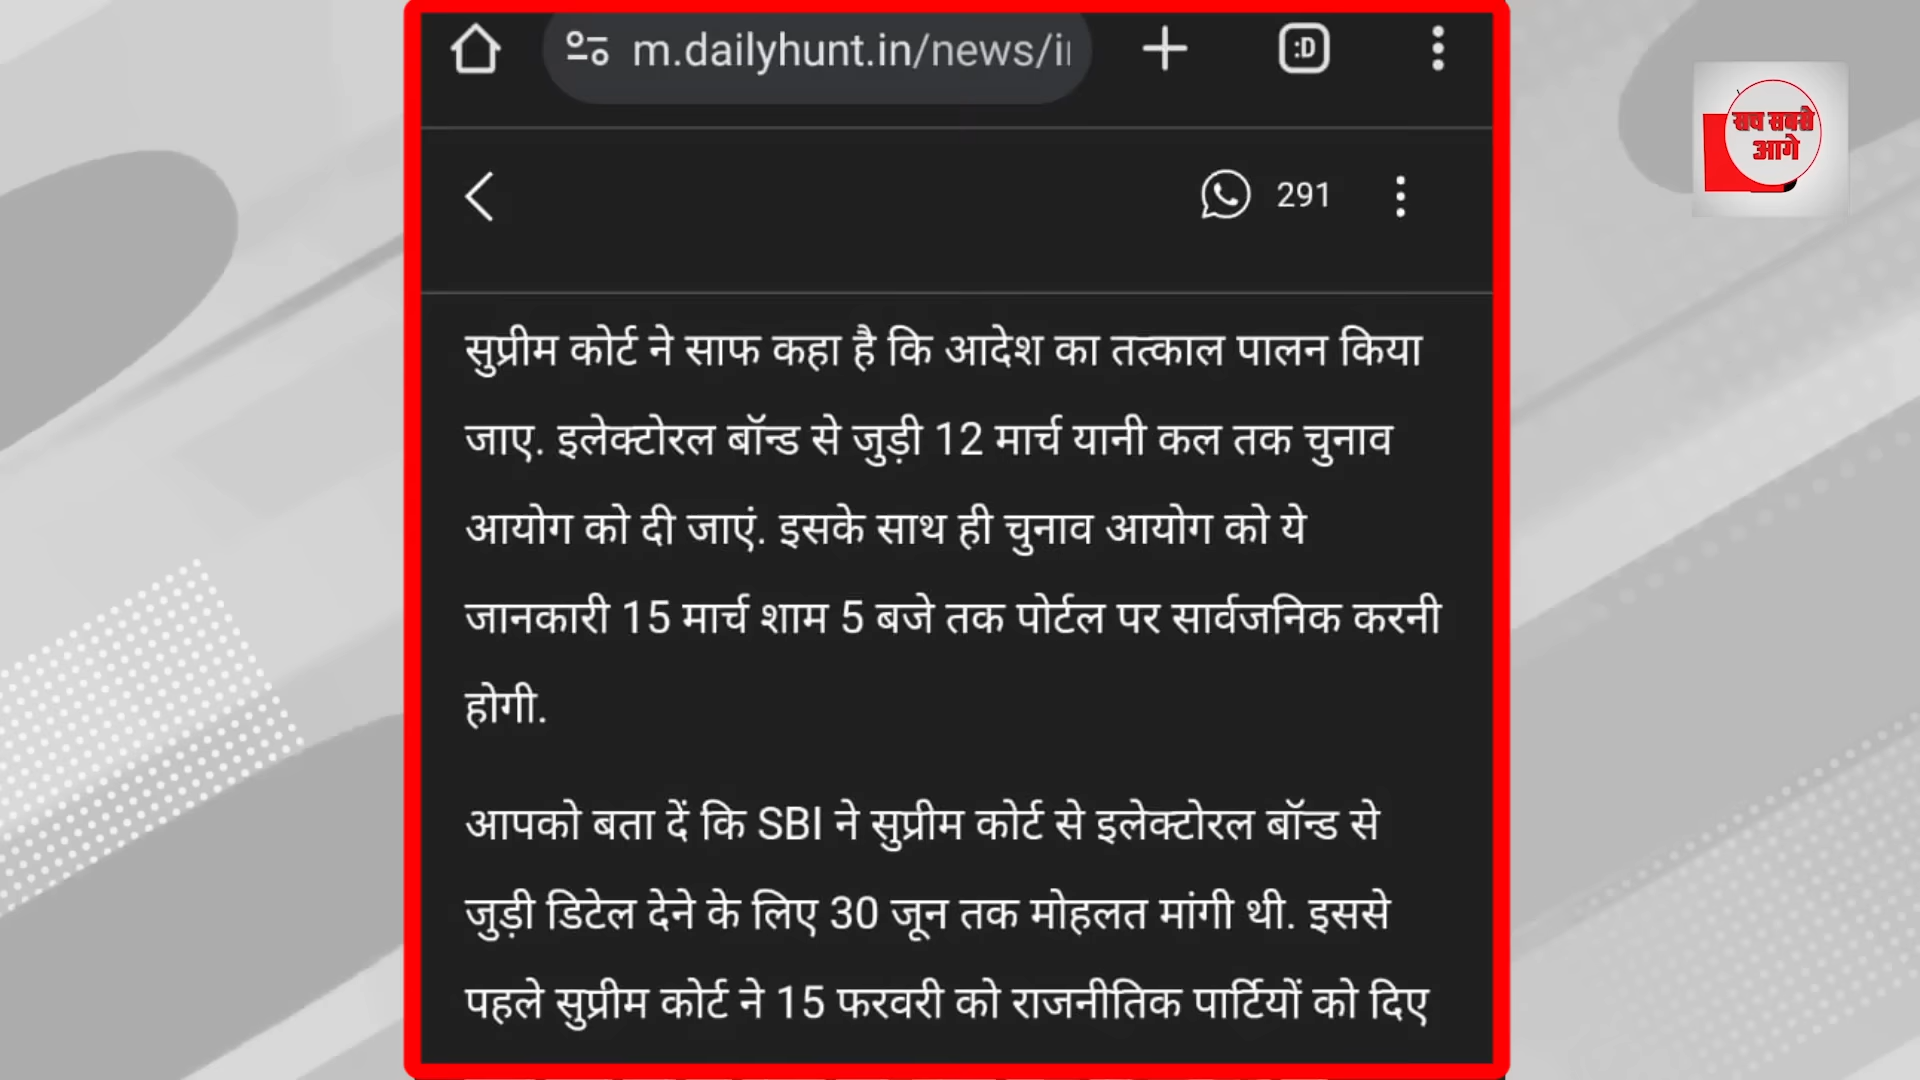 m.dailyhunt.in/news/i
:D
सच सबसे
आगे
291
सुप्रीम कोर्ट ने साफ कहा है कि आदेश का तत्काल पालन किया
जाए. इलेक्टोरल बॉन्ड से जुड़ी 12 मार्च यानी कल तक चुनाव
आयोग को दी जाएं. इसके साथ ही चुनाव आयोग को ये
जानकारी 15 मार्च शाम 5 बजे तक पोर्टल पर सार्वजनिक करनी
होगी.
आपको बता दें कि SBI ने सुप्रीम कोर्ट से इलेक्टोरल बॉन्ड से
जुड़ी डिटेल देने के लिए 30 जून तक मोहलत मांगी थी. इससे
पहले सुप्रीम कोर्ट ने 15 फरवरी को राजनीतिक पार्टियों को दिए